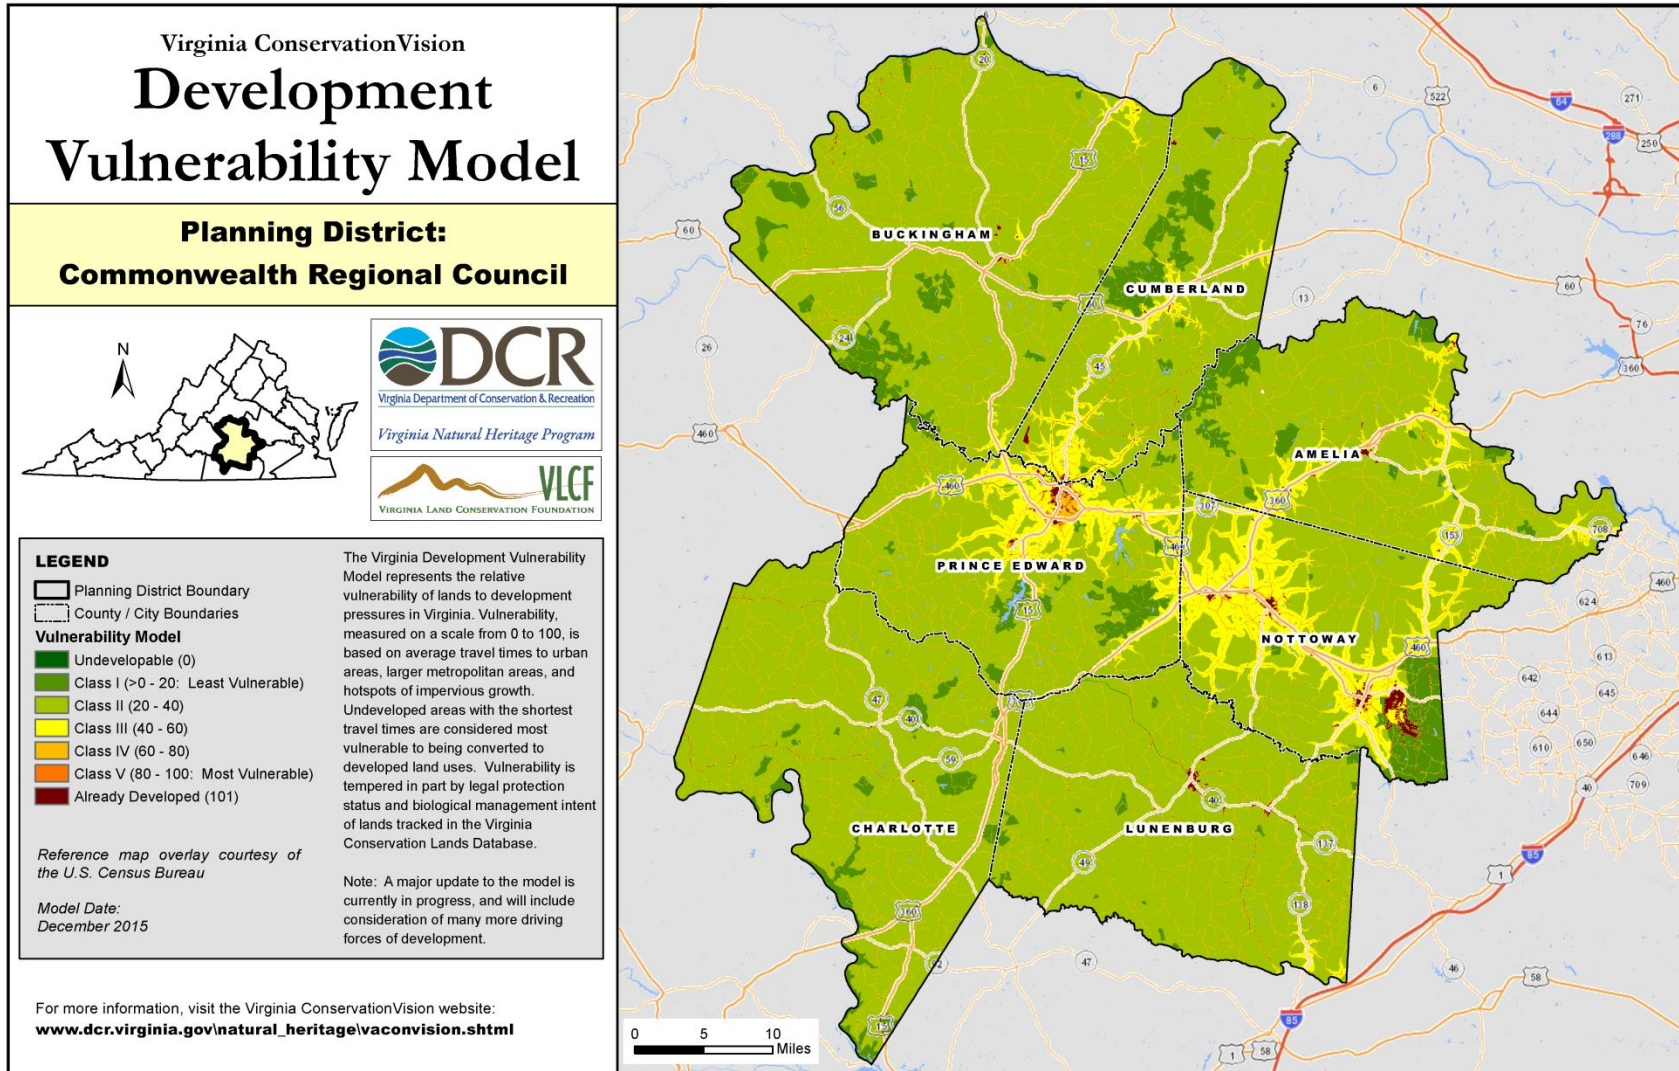 Virginia ConservationVision
Development
Vulnerability Model
Planning District:
Commonwealth Regional Council
N
DCR
Virginia Department of Conservation & Recreation
Virginia Natural Heritage Program
VLCF
VIRGINIA LAND CONSERVATION FOUNDATION
LEGEND
Planning District Boundary
County / City Boundaries
Vulnerability Model
Undevelopable (0)
Class I (>0 - 20: Least Vulnerable)
Class II (20 - 40)
Class III (40 - 60)
Class IV (60 - 80)
Class V (80 - 100: Most Vulnerable)
Already Developed (101)
Reference map overlay courtesy of
the U.S. Census Bureau
Model Date:
December 2015
The Virginia Development Vulnerability
Model represents the relative
vulnerability of lands to development
pressures in Virginia. Vulnerability,
measured on a scale from 0 to 100, is
based on average travel times to urban
areas, larger metropolitan areas, and
hotspots of impervious growth.
Undeveloped areas with the shortest
travel times are considered most
vulnerable to being converted to
developed land uses. Vulnerability is
tempered in part by legal protection
status and biological management intent
of lands tracked in the Virginia
Conservation Lands Database.
Note: A major update to the model is
currently in progress, and will include
consideration of many more driving
forces of development.
For more information, visit the Virginia ConservationVision website:
www.dcr.virginia.gov\natural_heritage\vaconvision.shtml
6
20
6
522
64
271
288
250
15
56
60
BUCKINGHAM
CUMBERLAND
60
60
13
24
26
45
76
360
460
AMELIA
460
360
307
708
153
460
PRINCE EDWARD
15
460
624
NOTTOWAY
460
613
642
645
644
650
610
646
709
40
47
40
59
40
CHARLOTTE
LUNENBURG
137
49
85
1
138
360
92
47
46
58
15
85
1
58
0 5 10
Miles